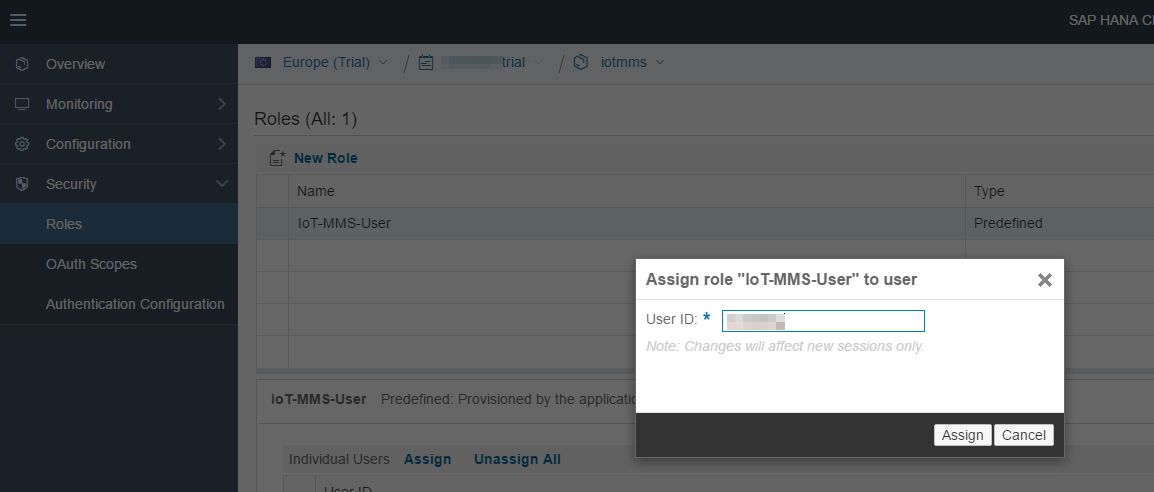 SAP HANA Cl
Overview
Monitoring
Configuration
Security
Roles
OAuth Scopes
Authentication Configuration
Europe (Trial) / trial / iotmms
Roles (All: 1)
New Role
Name Type
IoT-MMS-User Predefined
Assign role "IoT-MMS-User" to user
User ID: *
Note: Changes will affect new sessions only.
Assign Cancel
IoT-MMS-User Predefined: Provisioned by the applicatio
Individual Users Assign Unassign All
User ID